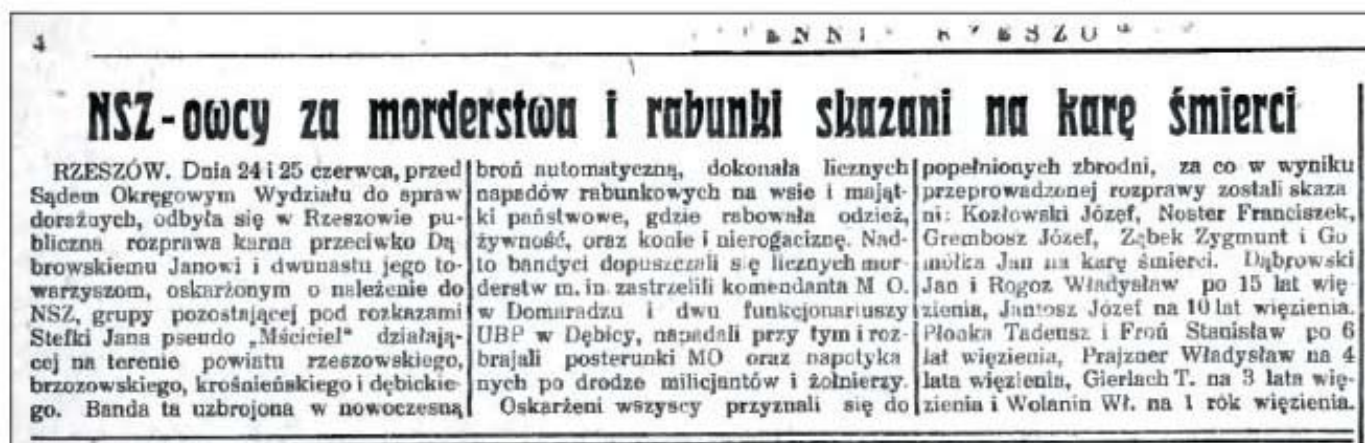 4
NSZ-owcy za morderstwa i rabunki skazani na karę śmierci
RZESZÓW. Dnia 24 i 25 czerwca, przed
Sądem Okręgowym Wydziału do spraw
doraźnych, odbyła się w Rzeszowie pu-
bliczna rozprawa karna przeciwko Dą
browskiemu Janowi i dwunastu jego to-
warzyszom, oskarżonym o należenie do
NSZ, grupy pozostającej pod rozkazami
Stefki Jana pseudo „Mściciel" działają-
cej na terenie powiatu rzeszowskiego,
brzozowskiego, krośnieńskiego i dębickie-
go. Banda ta uzbrojona w nowoczesną
broń automatyczną, dokonała licznych
napadów rabunkowych na wsie i mająt-
ki państwowe, gdzie rabowała odzież,
żywność, oraz konie i nierogaciznę. Nad-
to bandyci dopuszczali się licznych mor-
derstw m. in. zastrzelili komendanta M O.
w Domaradzu i dwu funkcjonariuszy
UBP w Dębicy, napadali przy tym i roz-
brajali posterunki MO oraz napotyka
nych po drodze milicjantów i żołnierzy.
Oskarżeni wszyscy przyznali się do
popełnionych zbrodni, za co w wyniku
przeprowadzonej rozprawy zostali skaza
ni: Kozłowski Józef, Noster Franciszek,
Grembosz Józef, Ząbek Zygmunt i Go
mółka Jan na karę śmierci. Dąbrowski
Jan i Rogoz Władysław po 15 lat wię-
zienia, Jantosz Józef na 10 lat więzienia.
Płonka Tadeusz i Froń Stanisław po 6
lat więzienia, Prajzner Władysław na 4
lata więzienia, Gierlach T. na 3 lata wię-
zienia i Wolanin Wł. na 1 rok więzienia.